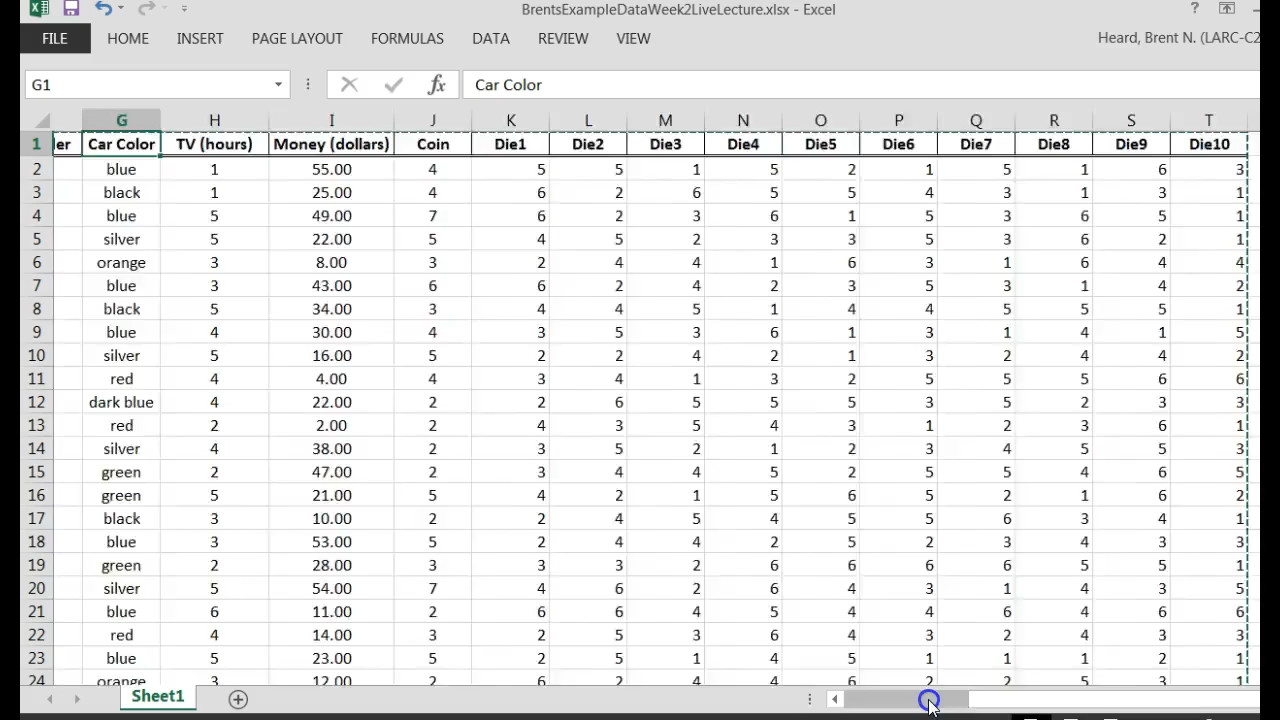 BrentsExampleDataWeek2LiveLecture.xlsx - Excel ?
FILE HOME INSERT PAGE LAYOUT FORMULAS DATA REVIEW VIEW Heard, Brent N. (LARC-C2
G1 fx Car Color
G H I J K L M N O P Q R S T
1 er Car Color TV (hours) Money (dollars) Coin Die1 Die2 Die3 Die4 Die5 Die6 Die7 Die8 Die9 Die10
2 blue 1 55.00 4 5 5 1 5 2 1 5 1 6 3
3 black 1 25.00 4 6 2 6 5 5 4 3 1 3 1
4 blue 5 49.00 7 6 2 3 6 1 5 3 6 5 1
5 silver 5 22.00 5 4 5 2 3 3 5 3 6 2 1
6 orange 3 8.00 3 2 4 4 1 6 3 1 6 4 4
7 blue 3 43.00 6 6 2 4 2 3 5 3 1 4 2
8 black 5 34.00 3 4 4 5 1 4 4 5 5 5 1
9 blue 4 30.00 4 3 5 3 6 1 3 1 4 1 5
10 silver 5 16.00 5 2 2 4 2 1 3 2 4 4 2
11 red 4 4.00 4 3 4 1 3 2 5 5 5 6 6
12 dark blue 4 22.00 2 2 6 5 5 5 3 5 2 3 3
13 red 2 2.00 2 4 3 5 4 3 1 2 3 6 1
14 silver 4 38.00 2 3 5 2 1 2 3 4 5 5 3
15 green 2 47.00 2 3 4 4 5 2 5 5 4 6 5
16 green 5 21.00 5 4 2 1 5 6 5 2 1 6 2
17 black 3 10.00 2 2 4 5 4 5 5 6 3 4 1
18 blue 3 53.00 5 2 4 4 2 5 2 3 4 3 3
19 green 2 28.00 3 3 3 2 6 6 6 6 5 5 1
20 silver 5 54.00 7 4 6 2 6 4 3 1 4 3 5
21 blue 6 11.00 2 6 6 4 5 4 4 6 4 6 6
22 red 4 14.00 3 2 5 3 6 4 3 2 4 3 3
23 blue 5 23.00 5 2 5 1 4 5 1 1 1 2 1
24 orange 3 12.00 2 6 2 4 4 6 2 2 5 3 1
Sheet1